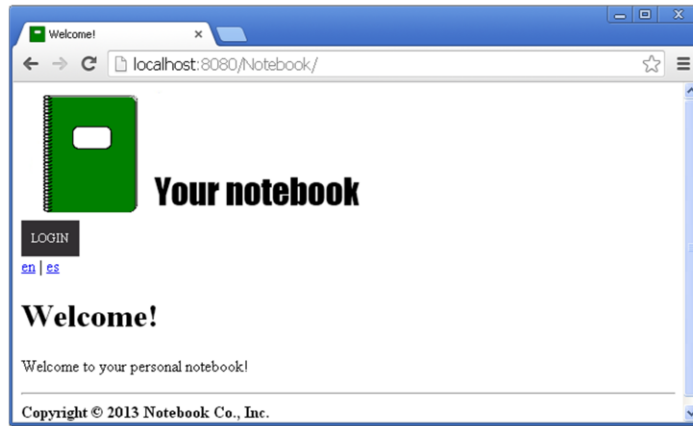 Welcome!
localhost:8080/Notebook/
Your notebook
LOGIN
en | es
Welcome!
Welcome to your personal notebook!
Copyright © 2013 Notebook Co., Inc.